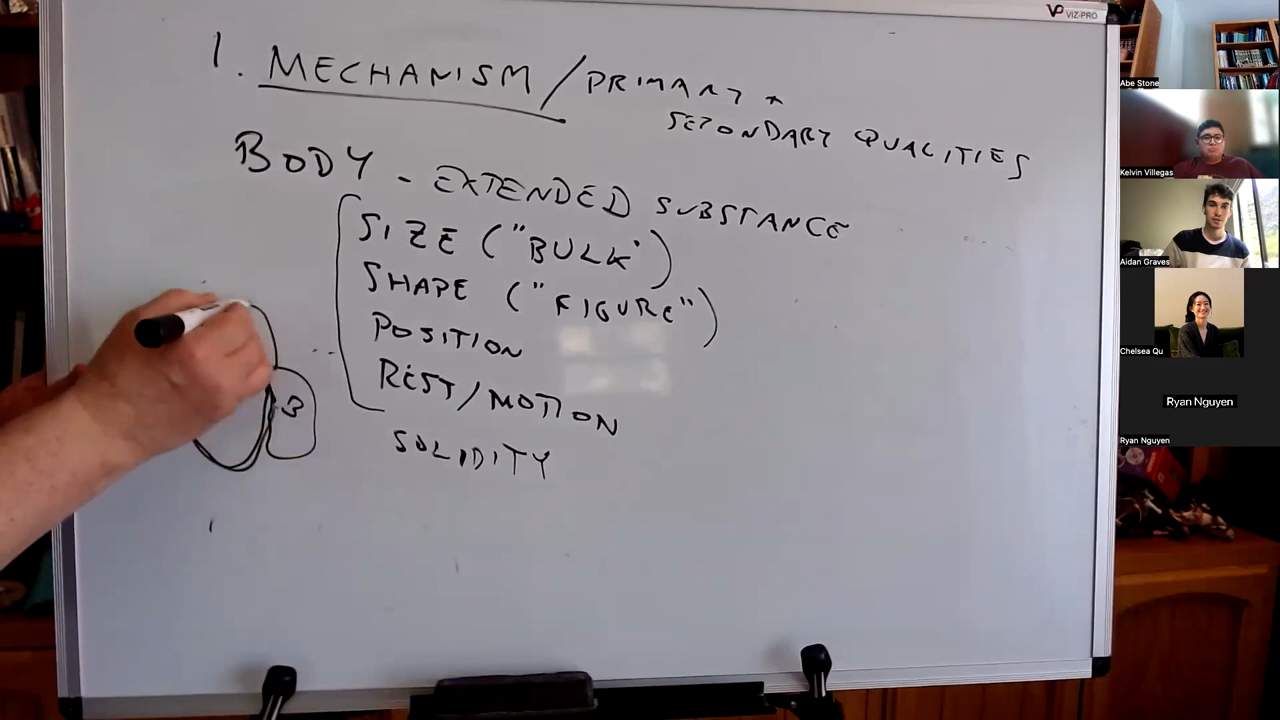 VP VIZ-PRO
1. MECHANISM / PRIMARY +
SECONDARY QUALITIES
BODY - EXTENDED SUBSTANCE
SIZE ("BULK")
SHAPE ("FIGURE")
POSITION
REST/MOTION
SOLIDITY
B
Abe Stone
Kelvin Villegas
Aidan Graves
Chelsea Qu
Ryan Nguyen
Ryan Nguyen